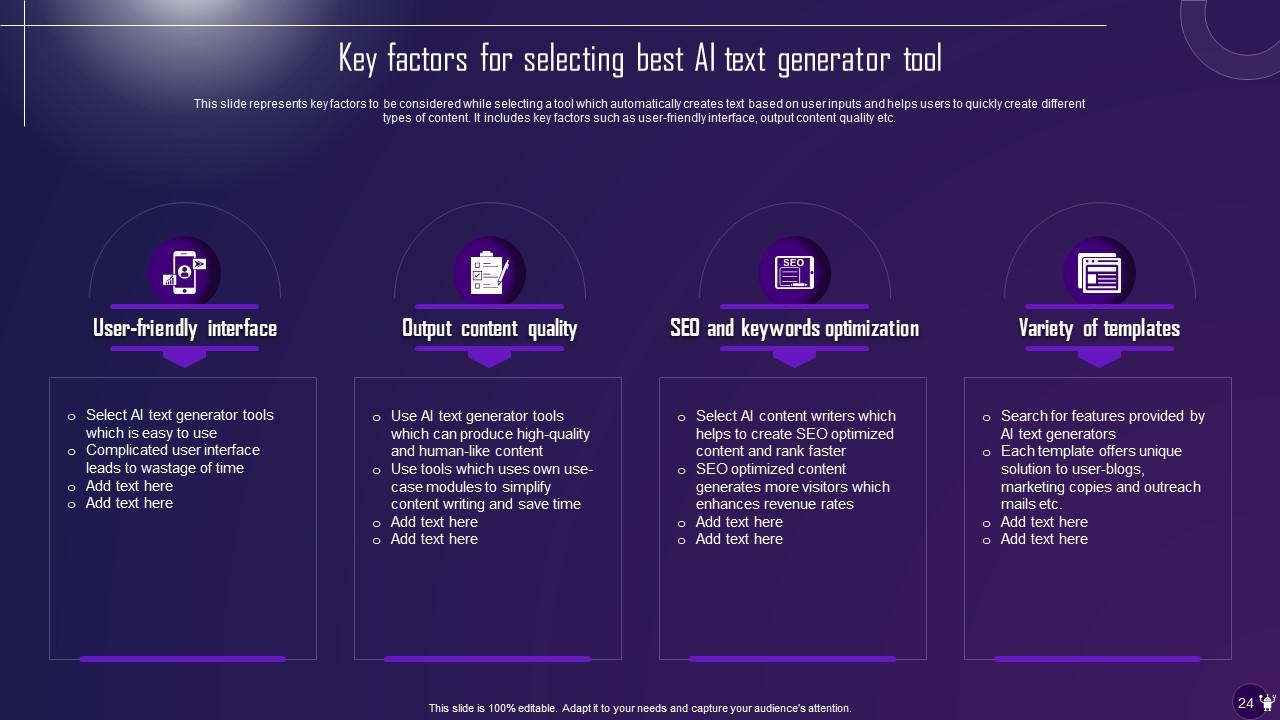 Key factors for selecting best AI text generator tool
This slide represents key factors to be considered while selecting a tool which automatically creates text based on user inputs and helps users to quickly create different
types of content. It includes key factors such as user-friendly interface, output content quality etc.
SEO
User-friendly interface
Select AI text generator tools
which is easy to use
Complicated user interface
leads to wastage of time
Add text here
Add text here
Output content quality
Use AI text generator tools
which can produce high-quality
and human-like content
Use tools which uses own use-
case modules to simplify
content writing and save time
Add text here
Add text here
SEO and keywords optimization
Select AI content writers which
helps to create SEO optimized
content and rank faster
SEO optimized content
generates more visitors which
enhances revenue rates
Add text here
Add text here
Variety of templates
Search for features provided by
AI text generators
Each template offers unique
solution to user-blogs,
marketing copies and outreach
mails etc.
Add text here
Add text here
This slide is 100% editable. Adapt it to your needs and capture your audience's attention.
24